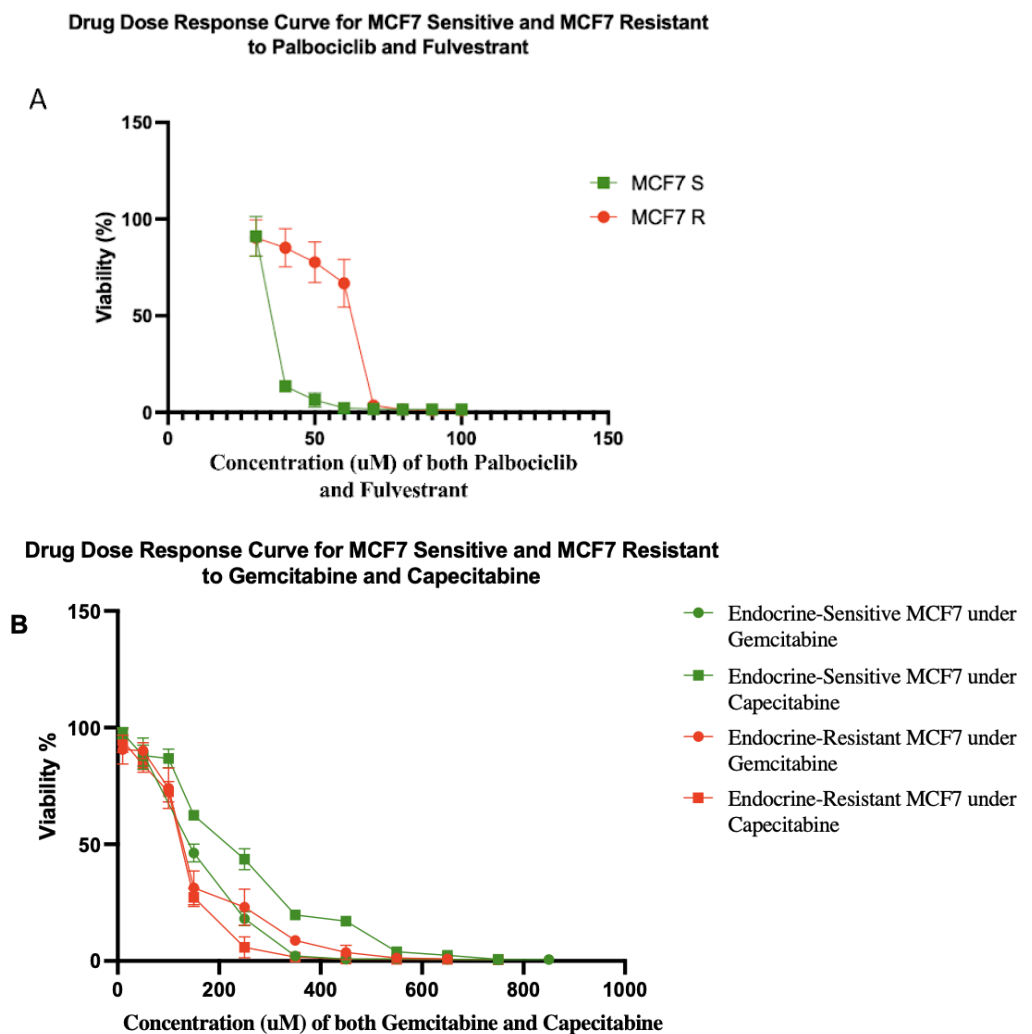 Drug Dose Response Curve for MCF7 Sensitive and MCF7 Resistant
to Palbociclib and Fulvestrant
A
150
100
50
0
Viability (%)
MCF7 S
MCF7 R
0
50
100
150
Concentration (uM) of both Palbociclib
and Fulvestrant
Drug Dose Response Curve for MCF7 Sensitive and MCF7 Resistant
to Gemcitabine and Capecitabine
B
150
100
50
0
Viability %
Endocrine-Sensitive MCF7 under
Gemcitabine
Endocrine-Sensitive MCF7 under
Capecitabine
Endocrine-Resistant MCF7 under
Gemcitabine
Endocrine-Resistant MCF7 under
Capecitabine
0
200
400
600
800
1000
Concentration (uM) of both Gemcitabine and Capecitabine